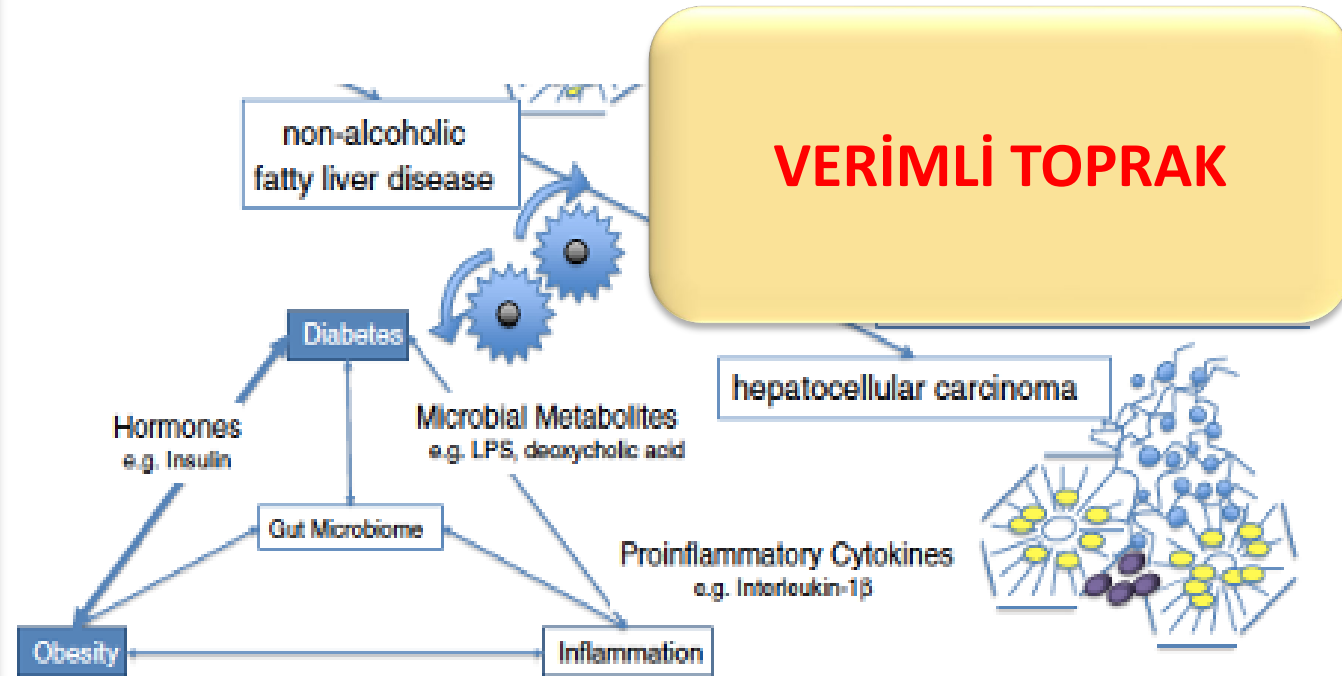 VERİMLİ TOPRAK
non-alcoholic
fatty liver disease
Diabetes
hepatocellular carcinoma
Hormones
e.g. Insulin
Microbial Metabolites
e.g. LPS, deoxycholic acid
Gut Microbiome
Proinflammatory Cytokines
e.g. Interleukin-1β
Obesity
Inflammation